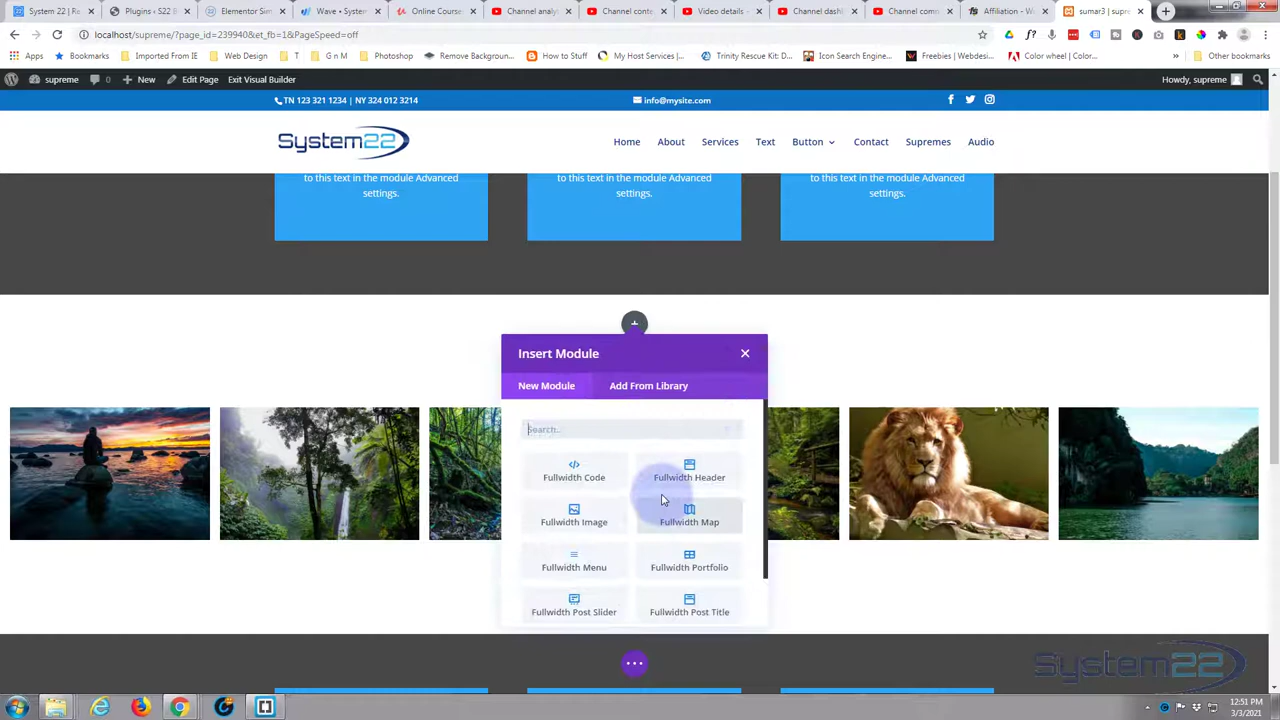 System 22 | Re
Plugins ‹ S22 B
Elementor Sim
Wave • System
Online Course
Channel analy
Channel conte
Video details -
Channel dashb
Channel comm
Affiliation - W
sumar3 | supre
localhost/supreme/?page_id=239940&et_fb=1&PageSpeed=off
Apps Bookmarks Imported From IE Web Design T G n M Photoshop Remove Background... How to Stuff My Host Services |... Trinity Rescue Kit: D... Icon Search Engine... Freebies | Webdesi... Color wheel | Color... » Other bookmarks
supreme 0 New Edit Page Exit Visual Builder Howdy, supreme
TN 123 321 1234 | NY 324 012 3214 info@mysite.com
System22 Home About Services Text Button Contact Supremes Audio
to this text in the module Advanced
settings.
to this text in the module Advanced
settings.
to this text in the module Advanced
settings.
Insert Module
New Module Add From Library
Search...
Fullwidth Code Fullwidth Header
Fullwidth Image Fullwidth Map
Fullwidth Menu Fullwidth Portfolio
Fullwidth Post Slider Fullwidth Post Title
System22
12:51 PM
3/3/2021